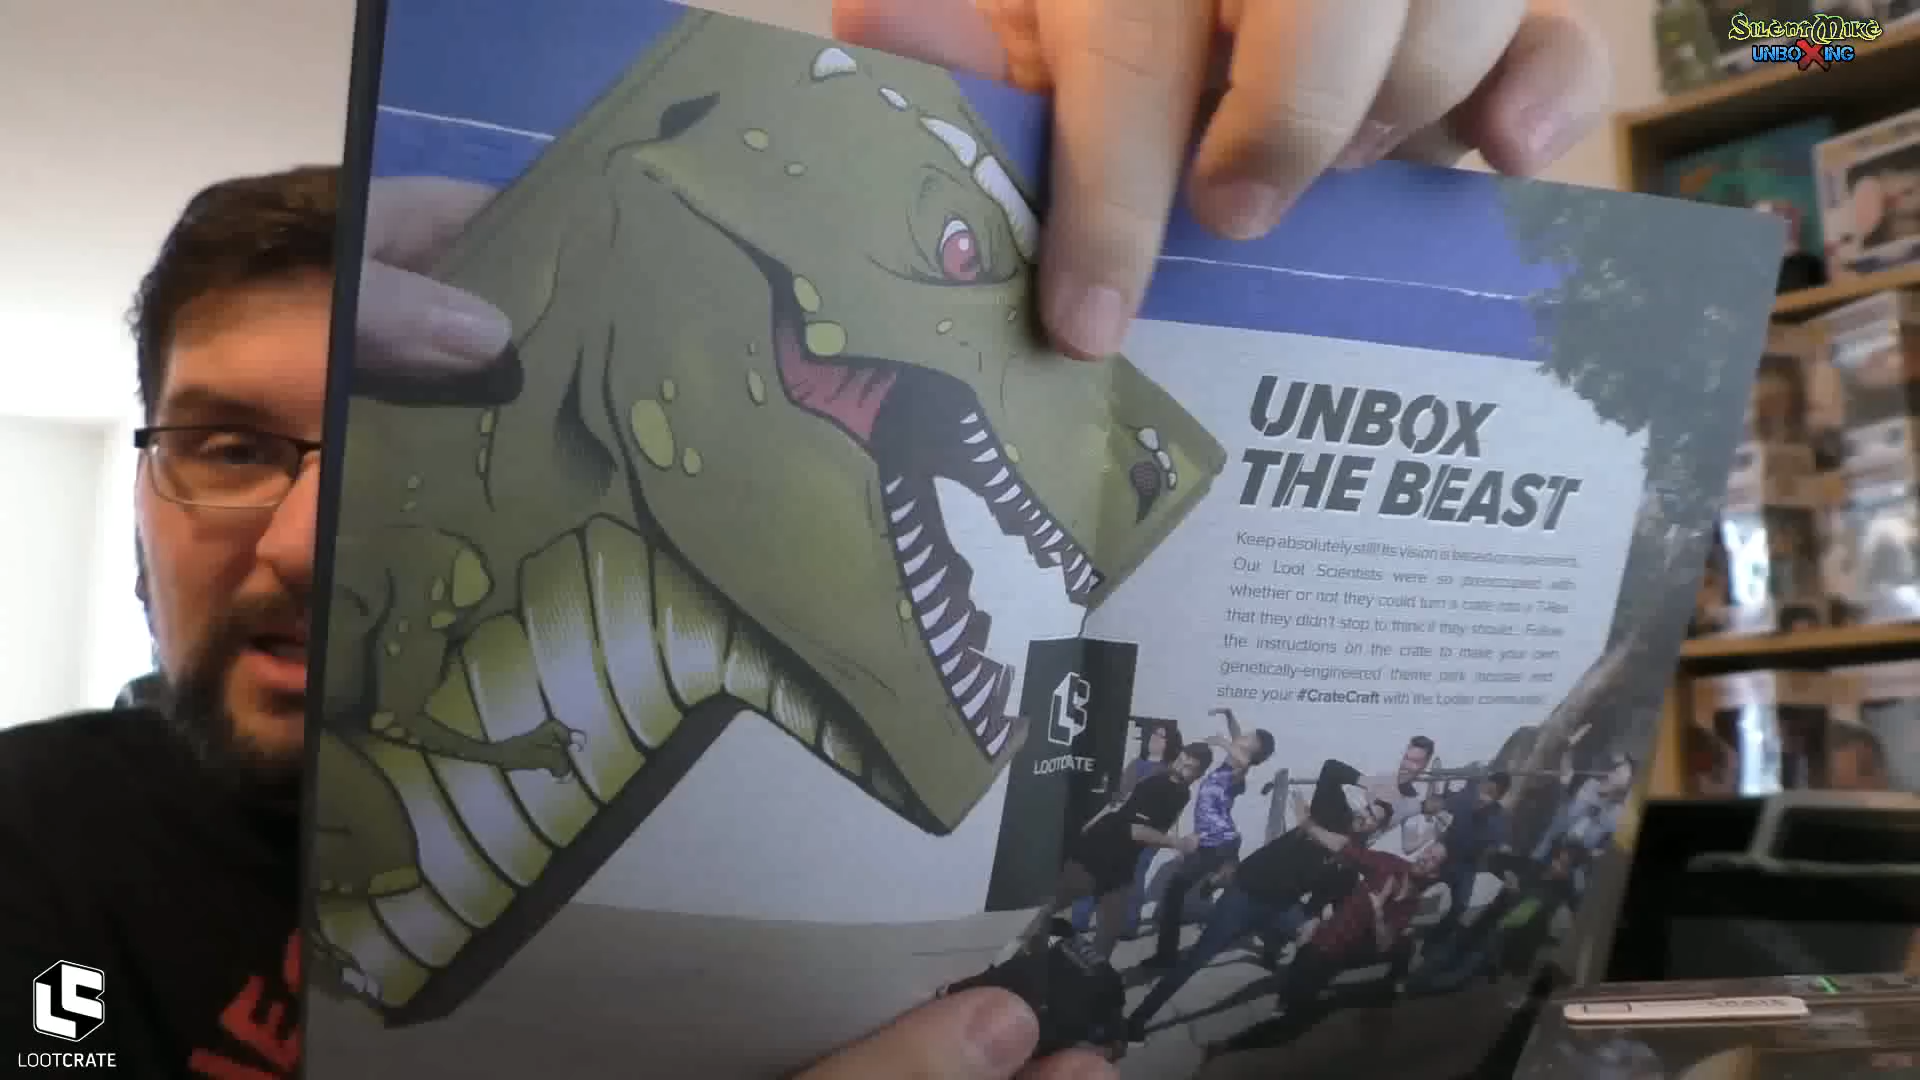 SilentMike
UNBOXING
UNBOX
THE BEAST
Keep absolutely still! Its vision is based on movement.
Our Loot Scientists were so preoccupied with
whether or not they could turn a crate into a T-Rex
that they didn't stop to think if they should... Follow
the instructions on the crate to make your own
genetically-engineered theme park monster and
share your #CrateCraft with the Looter community.
LOOTCRATE
LOOTCRATE